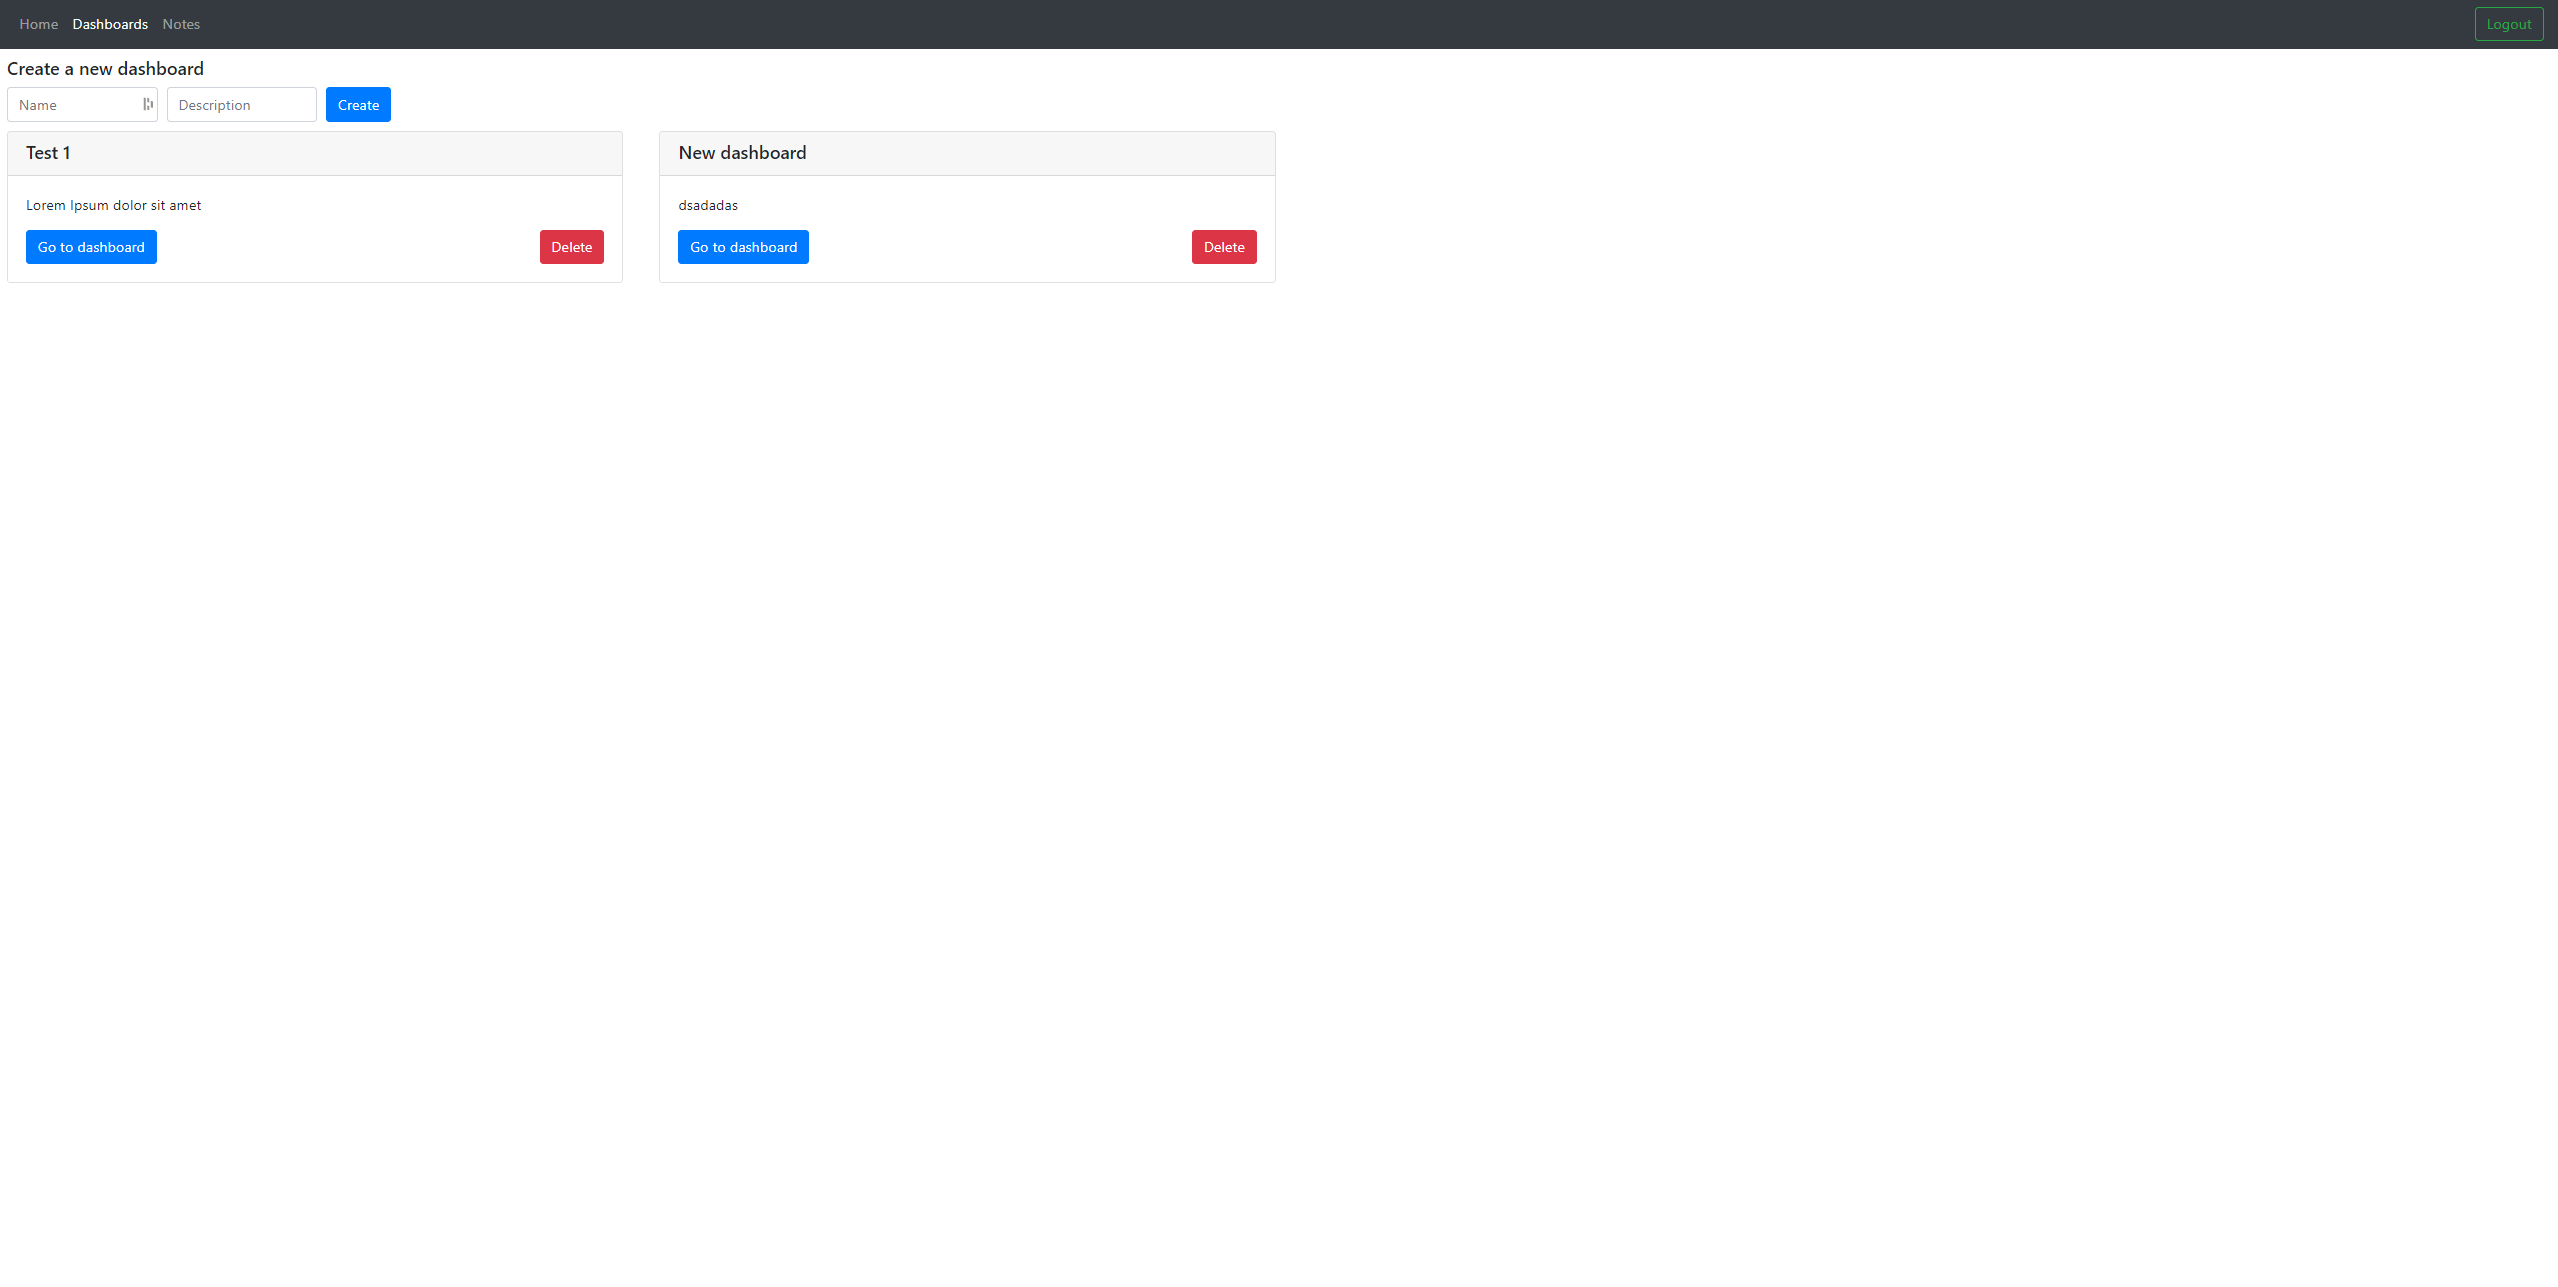 Home Dashboards Notes Logout
Create a new dashboard
Name Description Create
Test 1
Lorem Ipsum dolor sit amet
Go to dashboard Delete
New dashboard
dsadadas
Go to dashboard Delete